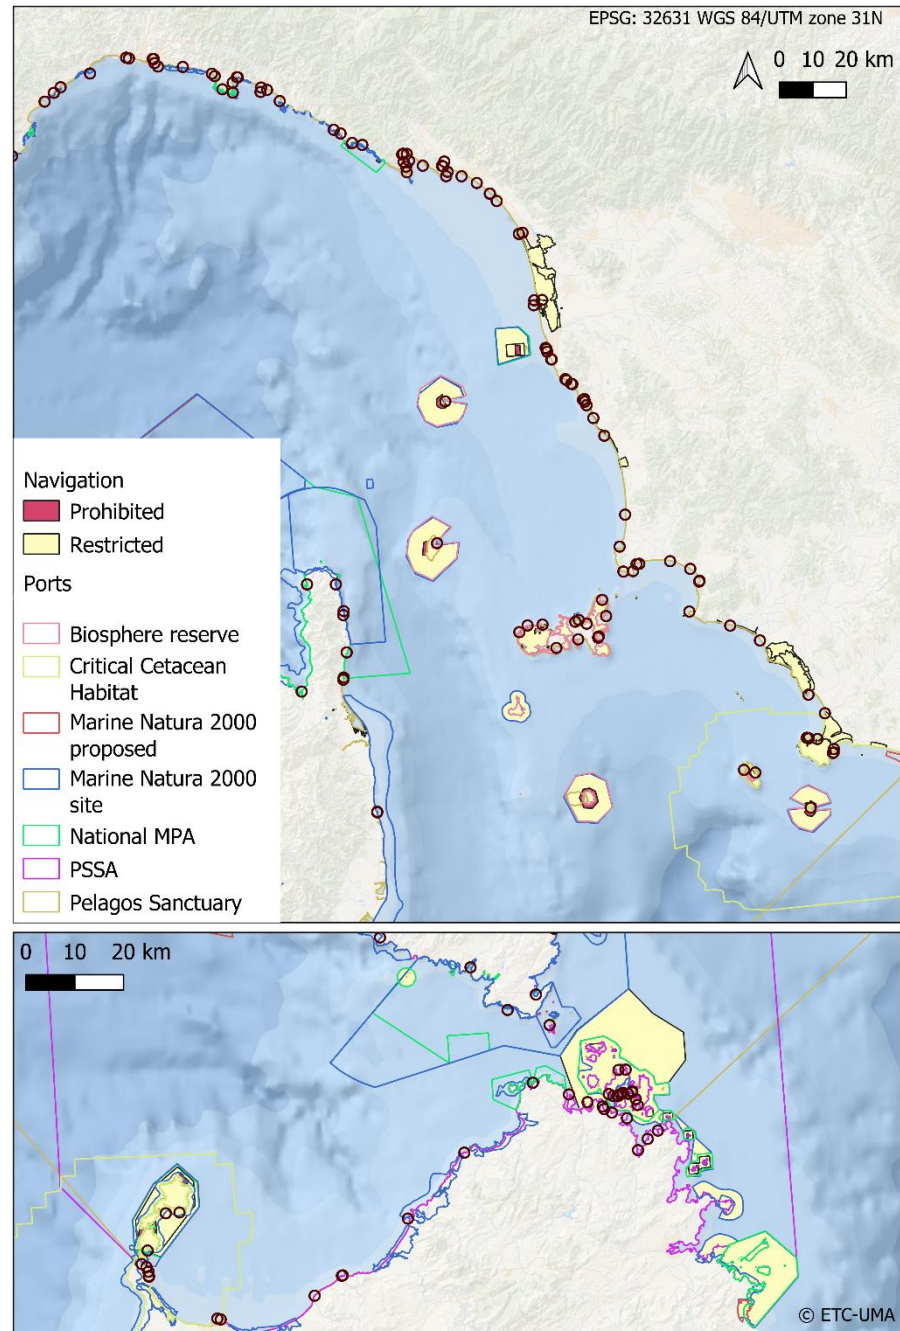 EPSG: 32631 WGS 84/UTM zone 31N
0 10 20 km
Navigation
Prohibited
Restricted
Ports
Biosphere reserve
Critical Cetacean
Habitat
Marine Natura 2000
proposed
Marine Natura 2000
site
National MPA
PSSA
Pelagos Sanctuary
0 10 20 km
© ETC-UMA